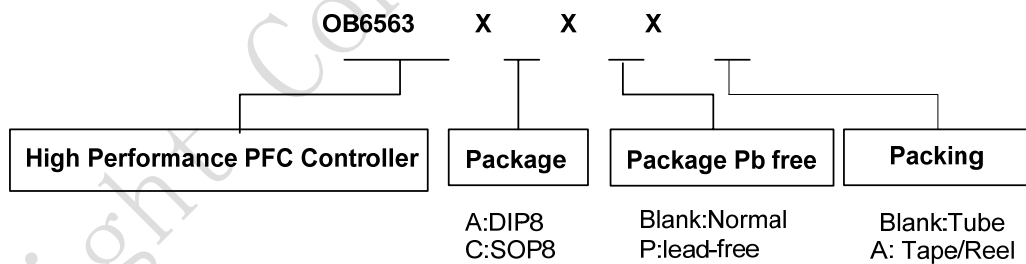 OB6563 X X X
High Performance PFC Controller
Package
Package Pb free
Packing
A:DIP8
C:SOP8
Blank:Normal
P:lead-free
Blank:Tube
A: Tape/Reel